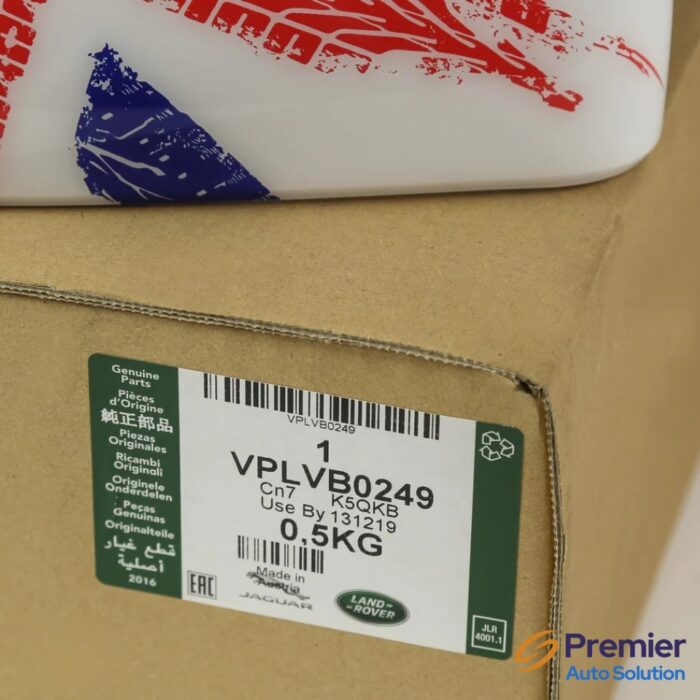 Genuine
Parts
Pièces
d'Origine
純正部品
Piezas
Originales
Ricambi
Originali
Originele
Onderdelen
Peças
Genuinas
Originalteile
قطع غيار
أصلية
2016
VPLVB0249
1
VPLVB0249
Cn7 K5QKB
Use By 131219
0,5KG
Made in
Austria
EAC
JAGUAR
LAND-
ROVER
JLR
4001.1
Premier
Auto Solution